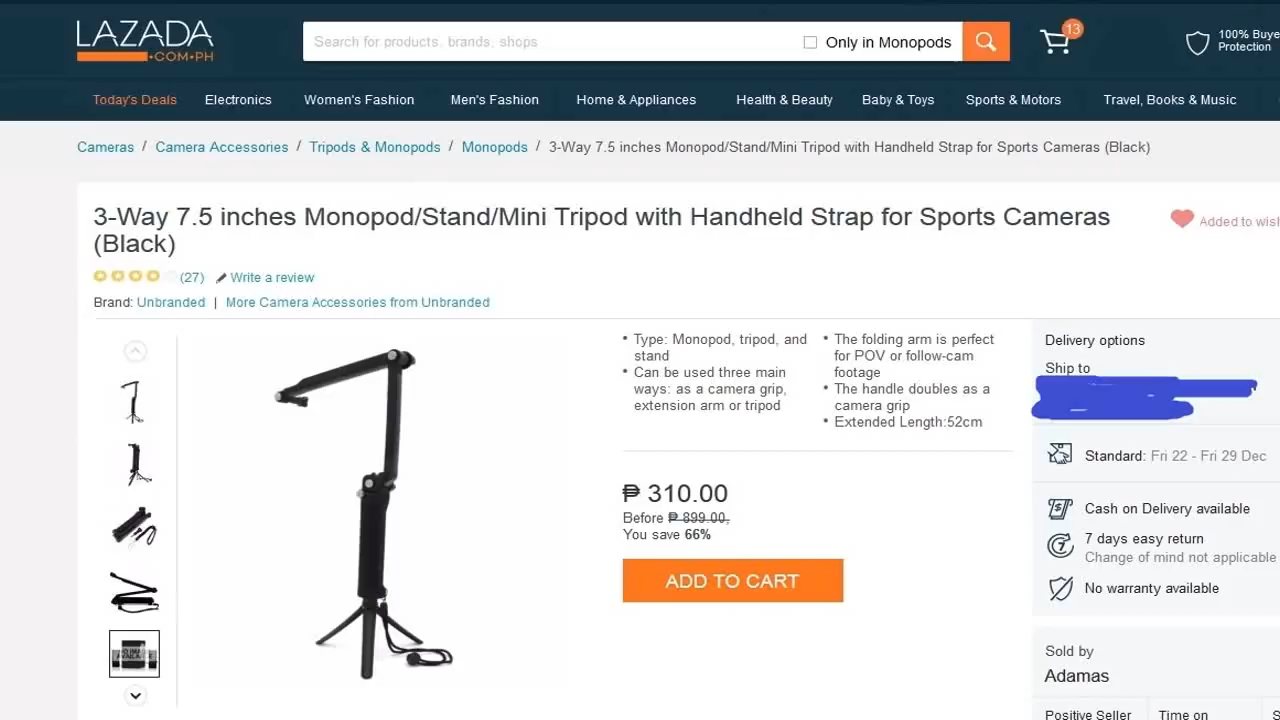 LAZADA
.COM.PH
Search for products, brands, shops
Only in Monopods
13
100% Buye
Protection
Today's Deals
Electronics
Women's Fashion
Men's Fashion
Home & Appliances
Health & Beauty
Baby & Toys
Sports & Motors
Travel, Books & Music
Cameras / Camera Accessories / Tripods & Monopods / Monopods / 3-Way 7.5 inches Monopod/Stand/Mini Tripod with Handheld Strap for Sports Cameras (Black)
3-Way 7.5 inches Monopod/Stand/Mini Tripod with Handheld Strap for Sports Cameras
(Black)
Added to wish
(27)
Write a review
Brand: Unbranded | More Camera Accessories from Unbranded
• Type: Monopod, tripod, and
stand
• Can be used three main
ways: as a camera grip,
extension arm or tripod
• The folding arm is perfect
for POV or follow-cam
footage
• The handle doubles as a
camera grip
• Extended Length:52cm
₱ 310.00
Before ₱ 899.00,
You save 66%
ADD TO CART
Delivery options
Ship to
Standard: Fri 22 - Fri 29 Dec
Cash on Delivery available
7 days easy return
Change of mind not applicable
No warranty available
Sold by
Adamas
Positive Seller
Time on
S